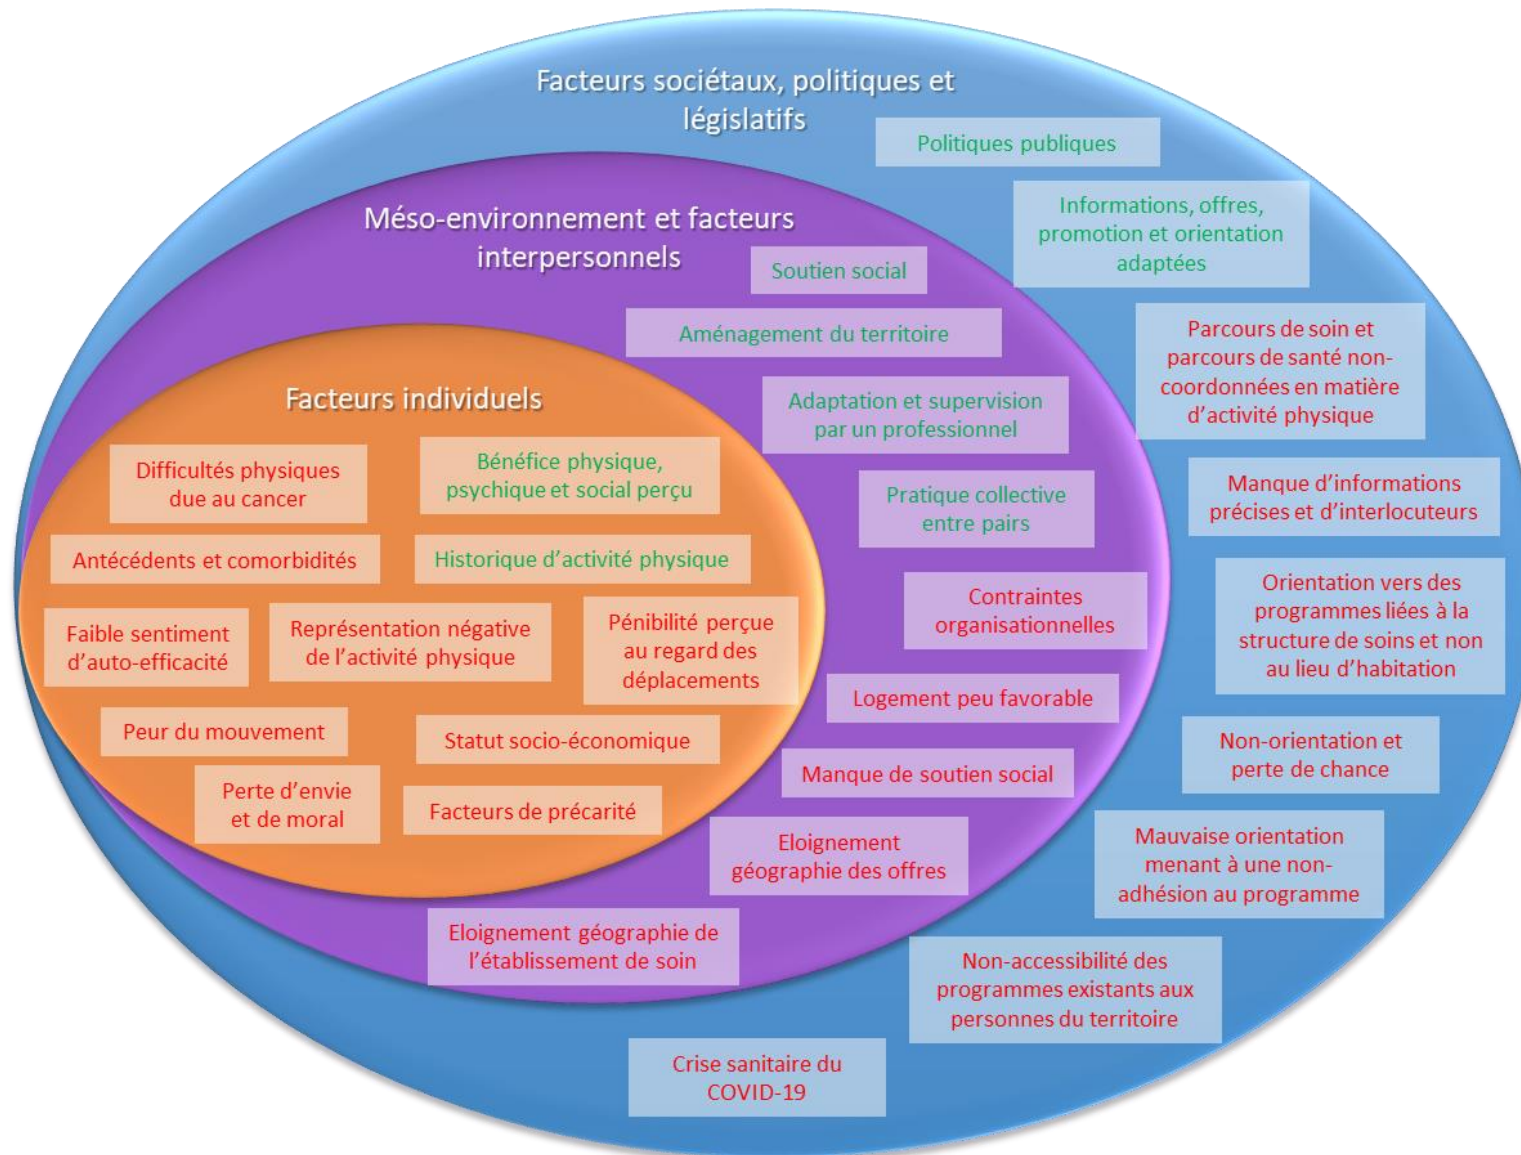 Facteurs sociétaux, politiques et
législatifs
Politiques publiques
Informations, offres,
promotion et orientation
adaptées
Parcours de soin et
parcours de santé non-
coordonnées en matière
d'activité physique
Manque d'informations
précises et d'interlocuteurs
Orientation vers des
programmes liées à la
structure de soins et non
au lieu d'habitation
Non-orientation et
perte de chance
Mauvaise orientation
menant à une non-
adhésion au programme
Non-accessibilité des
programmes existants aux
personnes du territoire
Crise sanitaire du
COVID-19
Méso-environnement et facteurs
interpersonnels
Soutien social
Aménagement du territoire
Adaptation et supervision
par un professionnel
Pratique collective
entre pairs
Contraintes
organisationnelles
Logement peu favorable
Manque de soutien social
Eloignement
géographie des offres
Eloignement géographie de
l'établissement de soin
Facteurs individuels
Difficultés physiques
due au cancer
Bénéfice physique,
psychique et social perçu
Antécédents et comorbidités
Historique d'activité physique
Faible sentiment
d'auto-efficacité
Représentation négative
de l'activité physique
Pénibilité perçue
au regard des
déplacements
Peur du mouvement
Statut socio-économique
Perte d'envie
et de moral
Facteurs de précarité